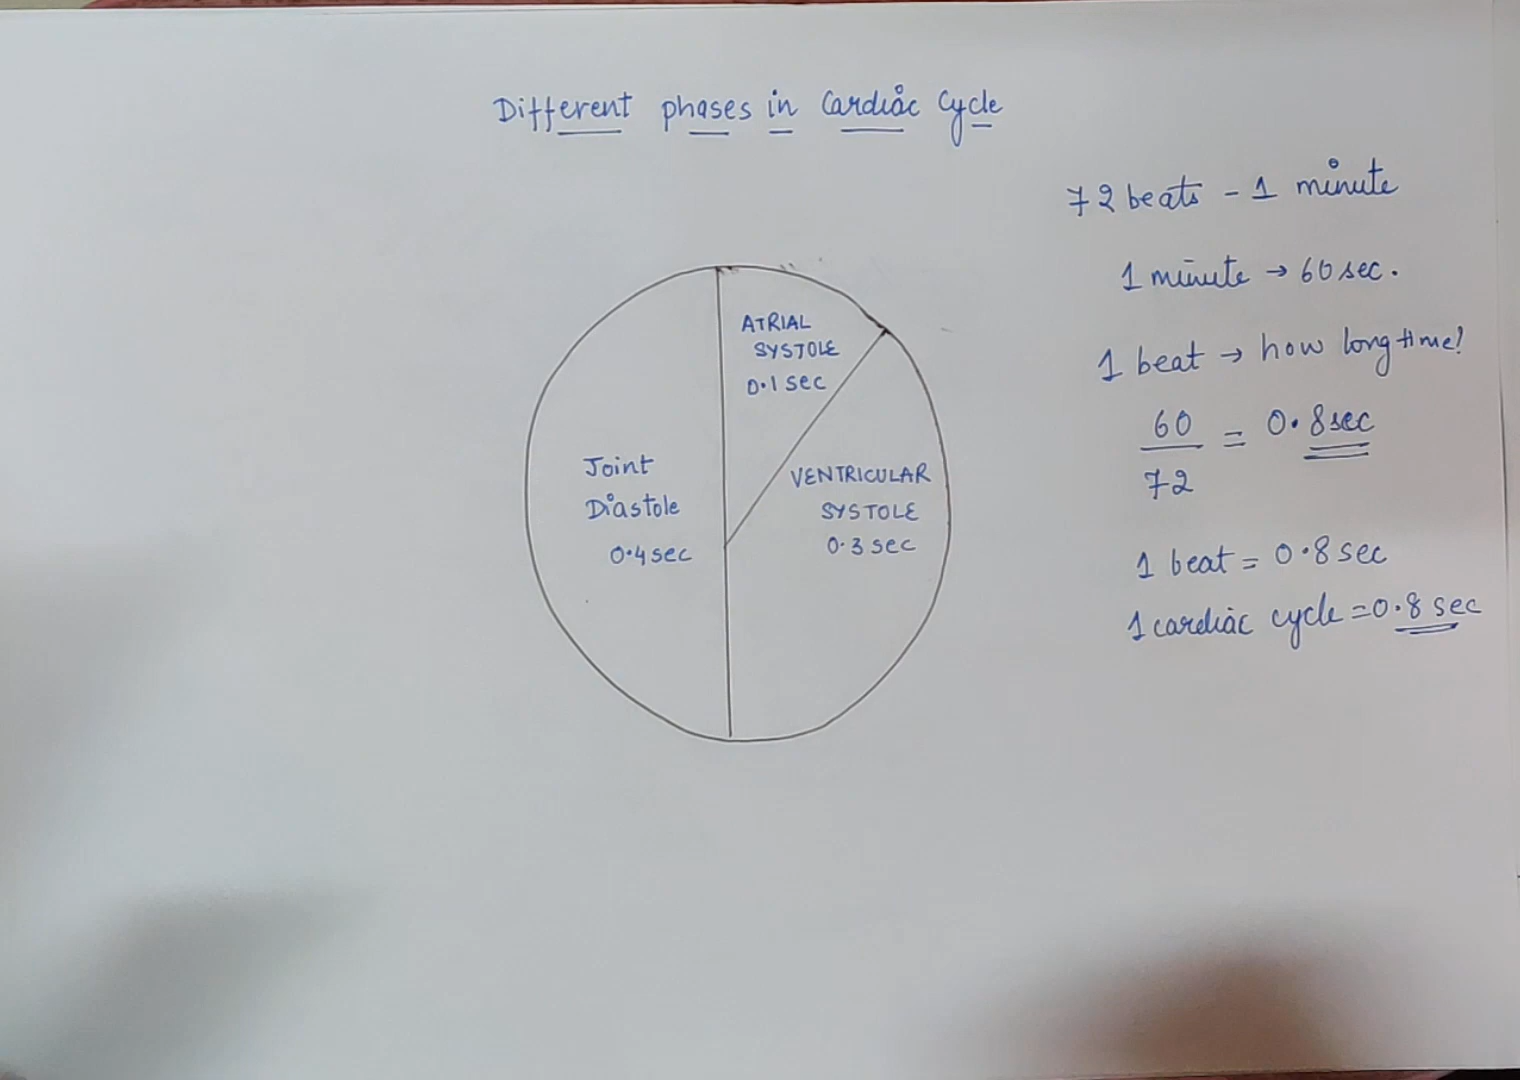 Different phases in Cardiac Cycle
72 beats - 1 minute
1 minute → 60 sec.
1 beat → how long time?
60
72
= 0.8 sec
1 beat = 0.8 sec
1 cardiac cycle = 0.8 sec
ATRIAL
SYSTOLE
0.1 sec
Joint
Diastole
0.4 sec
VENTRICULAR
SYSTOLE
0.3 sec